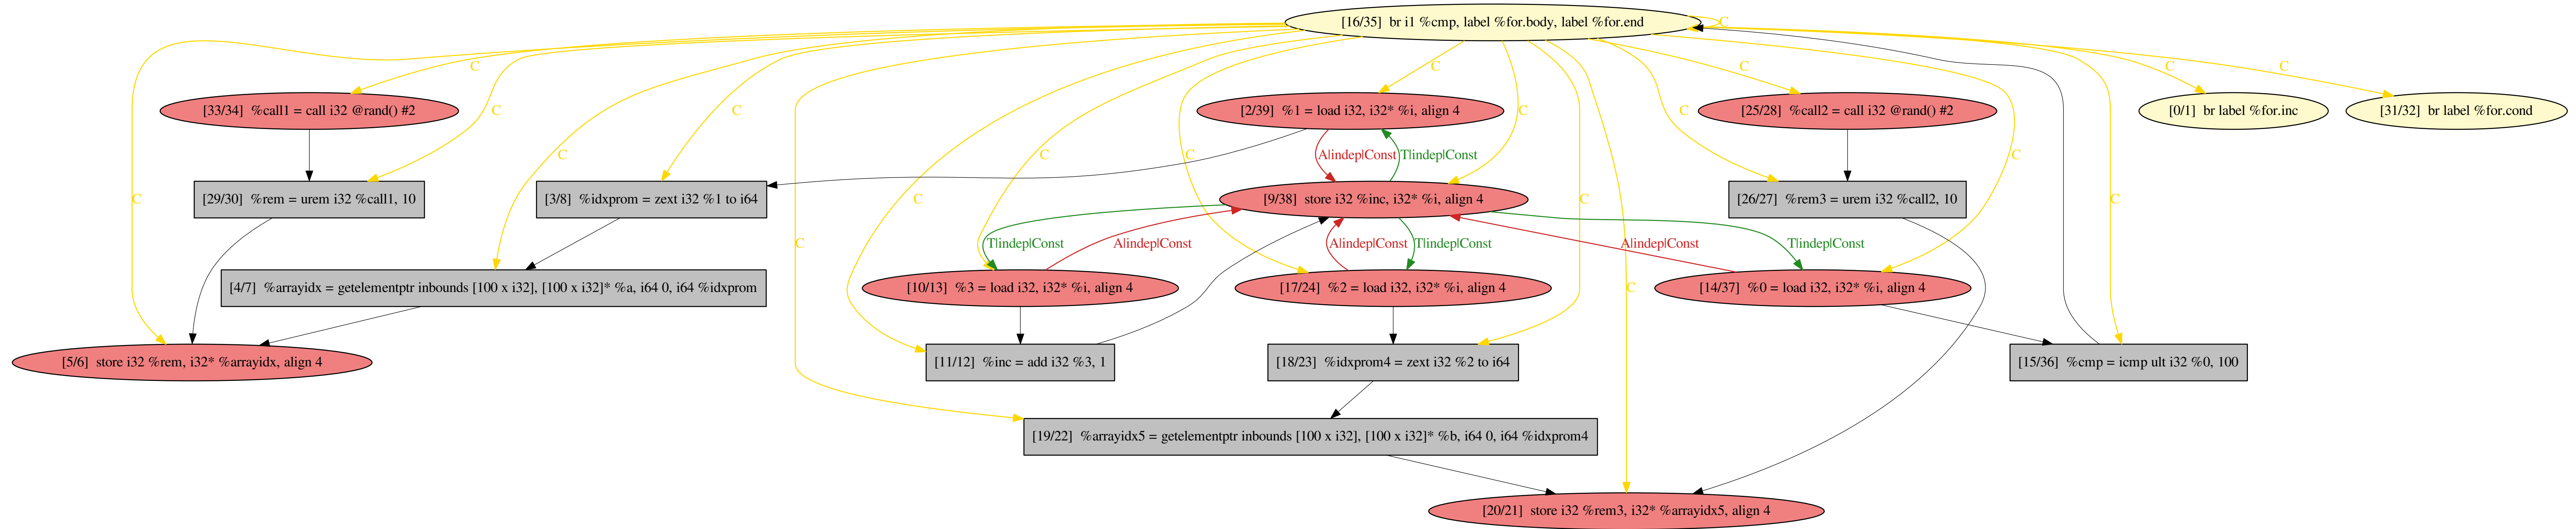 [16/35] br i1 %cmp, label %for.body, label %for.end
C
C
C
C
C
C
[33/34] %call1 = call i32 @rand() #2
[2/39] %1 = load i32, i32* %i, align 4
[25/28] %call2 = call i32 @rand() #2
[0/1] br label %for.inc
[31/32] br label %for.cond
C
C
C
C
C
C
A|indep|Const
T|indep|Const
C
C
C
[29/30] %rem = urem i32 %call1, 10
[3/8] %idxprom = zext i32 %1 to i64
[9/38] store i32 %inc, i32* %i, align 4
[26/27] %rem3 = urem i32 %call2, 10
C
C
C
C
C
T|indep|Const
A|indep|Const
A|indep|Const
T|indep|Const
A|indep|Const
T|indep|Const
[4/7] %arrayidx = getelementptr inbounds [100 x i32], [100 x i32]* %a, i64 0, i64 %idxprom
[10/13] %3 = load i32, i32* %i, align 4
[17/24] %2 = load i32, i32* %i, align 4
C
[14/37] %0 = load i32, i32* %i, align 4
[5/6] store i32 %rem, i32* %arrayidx, align 4
[11/12] %inc = add i32 %3, 1
[18/23] %idxprom4 = zext i32 %2 to i64
[15/36] %cmp = icmp ult i32 %0, 100
[19/22] %arrayidx5 = getelementptr inbounds [100 x i32], [100 x i32]* %b, i64 0, i64 %idxprom4
[20/21] store i32 %rem3, i32* %arrayidx5, align 4